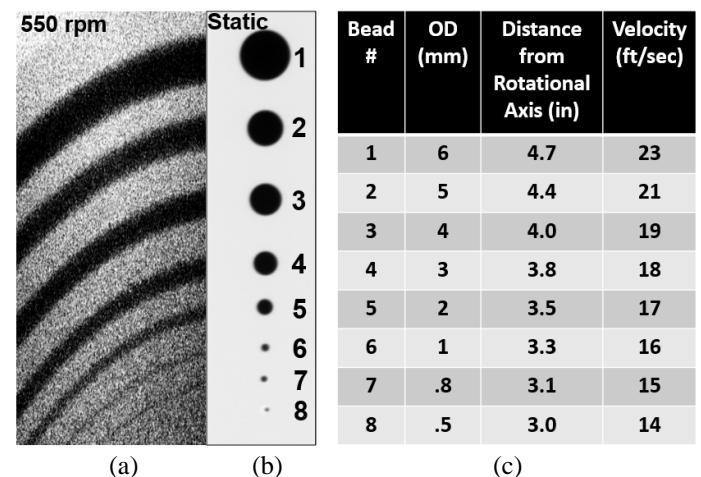 550 rpm
Static
1
2
3
4
5
6
7
8
Bead # OD (mm) Distance from Rotational Axis (in) Velocity (ft/sec)
1 6 4.7 23
2 5 4.4 21
3 4 4.0 19
4 3 3.8 18
5 2 3.5 17
6 1 3.3 16
7 .8 3.1 15
8 .5 3.0 14
(a) (b) (c)